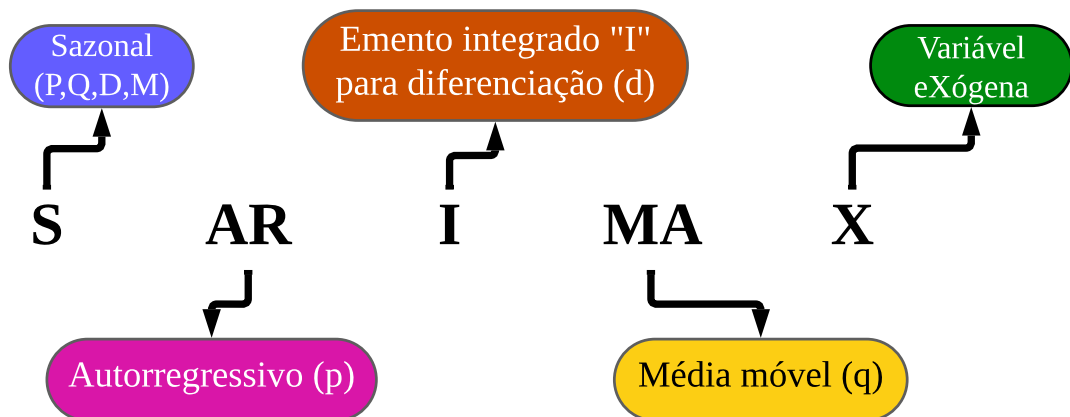 Sazonal
(P,Q,D,M)
Emento integrado "I"
para diferenciação (d)
Variável
eXógena
S AR I MA X
Autorregressivo (p)
Média móvel (q)